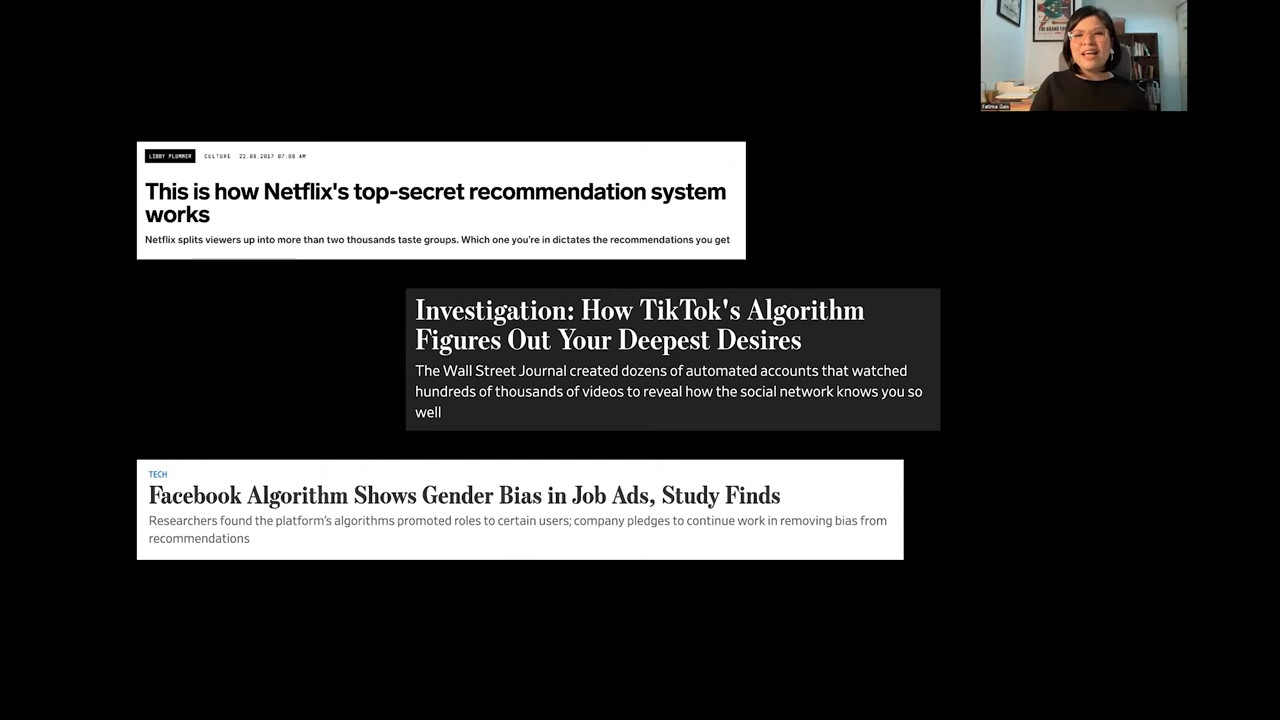 Fatima Gaw
LIBBY PLUMMER CULTURE 22.08.2017 07:00 AM
This is how Netflix's top-secret recommendation system
works
Netflix splits viewers up into more than two thousands taste groups. Which one you're in dictates the recommendations you get
Investigation: How TikTok's Algorithm
Figures Out Your Deepest Desires
The Wall Street Journal created dozens of automated accounts that watched
hundreds of thousands of videos to reveal how the social network knows you so
well
TECH
Facebook Algorithm Shows Gender Bias in Job Ads, Study Finds
Researchers found the platform's algorithms promoted roles to certain users; company pledges to continue work in removing bias from
recommendations